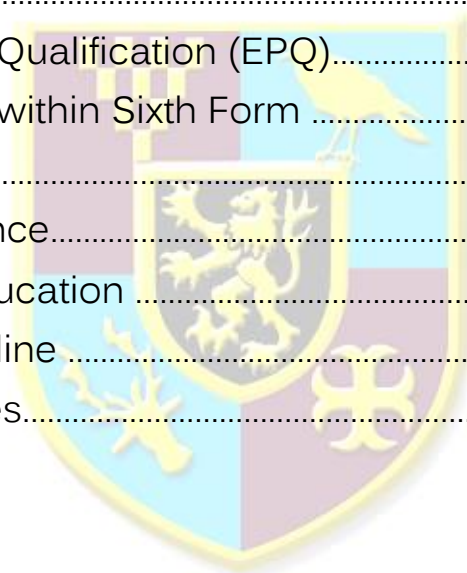 ................................................
Qualification (EPQ)......................
within Sixth Form .........................
................................................
nce...........................................
ucation ......................................
line ...........................................
es.............................................